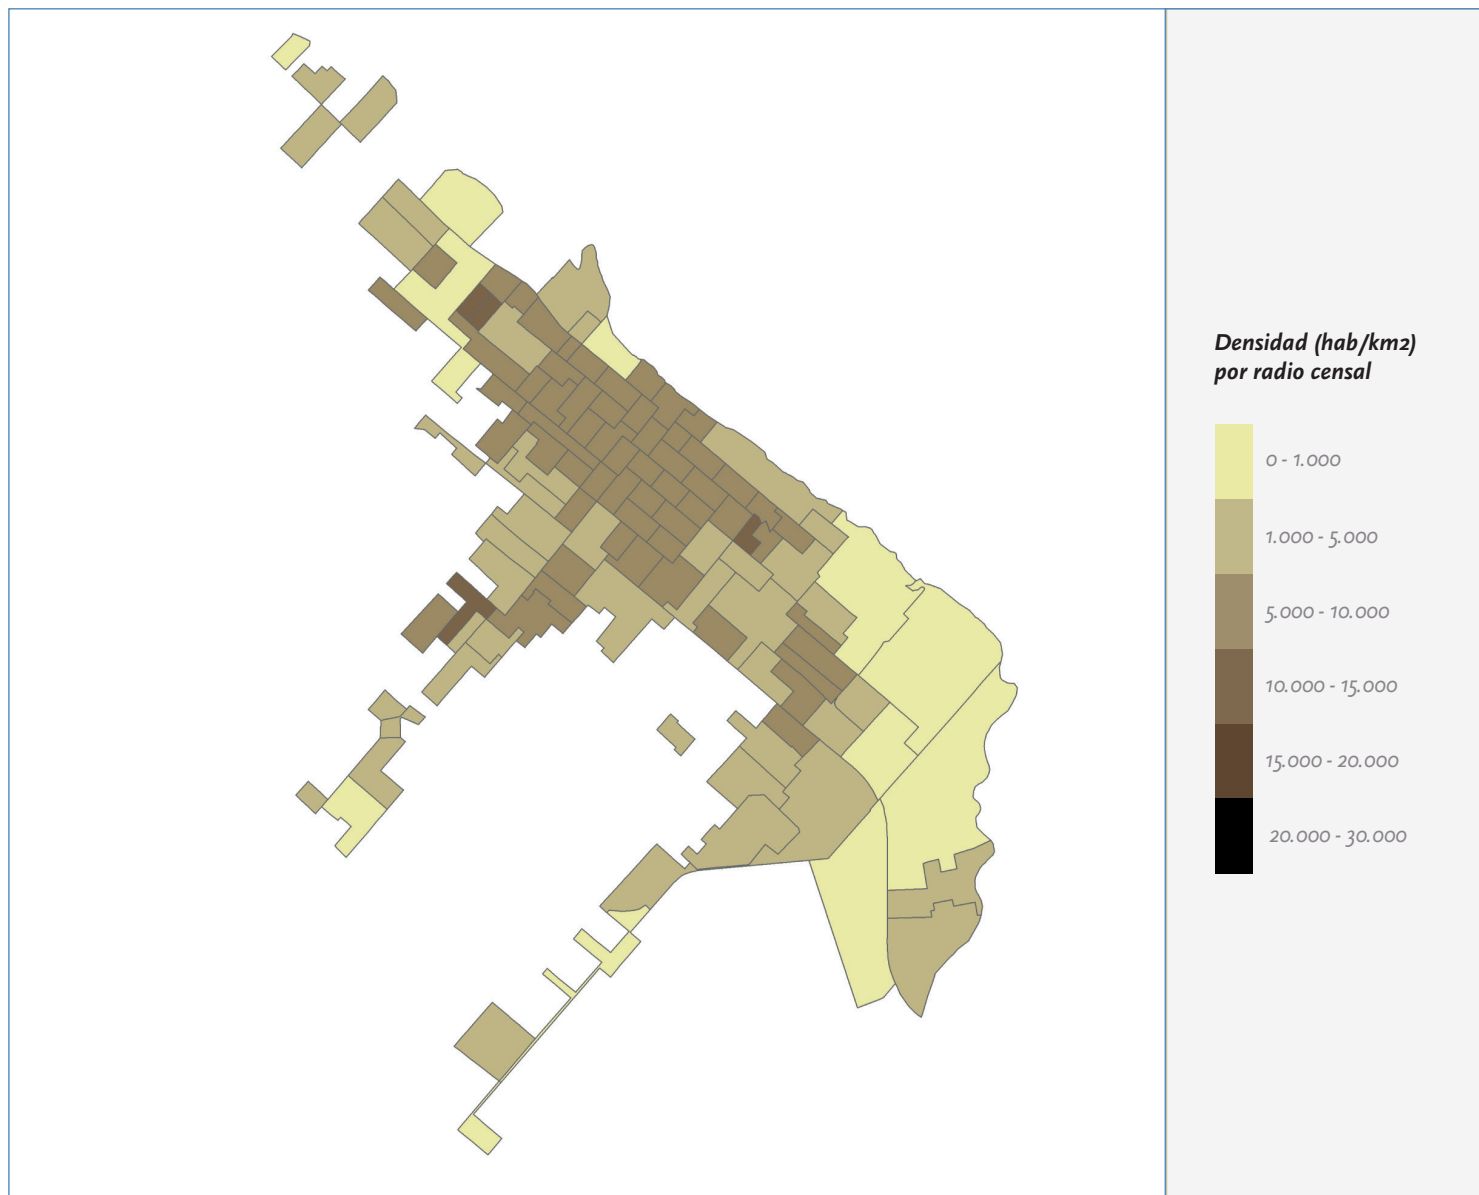 Densidad (hab/km2)
por radio censal
0 - 1.000
1.000 - 5.000
5.000 - 10.000
10.000 - 15.000
15.000 - 20.000
20.000 - 30.000